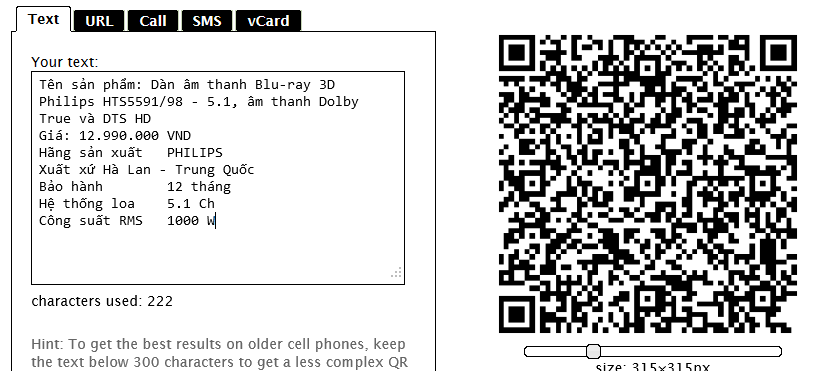 Text URL Call SMS vCard
Your text:
Tên sản phẩm: Dàn âm thanh Blu-ray 3D
Philips HTS5591/98 - 5.1, âm thanh Dolby
True và DTS HD
Giá: 12.990.000 VND
Hãng sản xuất PHILIPS
Xuất xứ Hà Lan - Trung Quốc
Bảo hành 12 tháng
Hệ thống loa 5.1 Ch
Công suất RMS 1000 W
characters used: 222
Hint: To get the best results on older cell phones, keep
the text below 300 characters to get a less complex QR
size: 315×315px